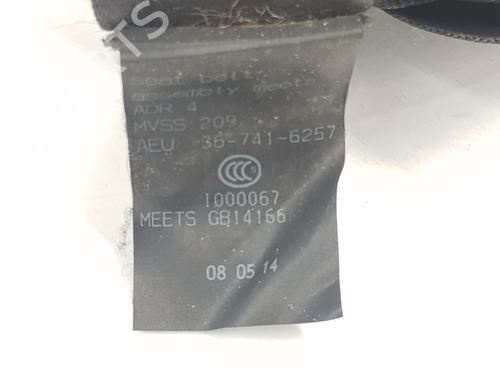 seat belt
assembly meets
ADR 4
MVSS 209
AEU 36-741-6257
CCC S
1000067
MEETS GB14166
08 05 14